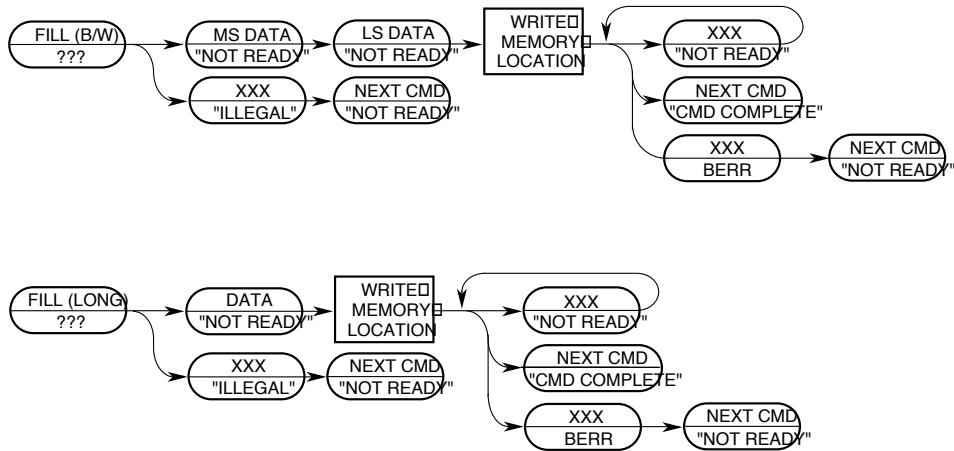 FILL (B/W)
???
MS DATA
"NOT READY"
LS DATA
"NOT READY"
WRITE
MEMORY
LOCATION
XXX
"NOT READY"
XXX
"ILLEGAL"
NEXT CMD
"NOT READY"
NEXT CMD
"CMD COMPLETE"
XXX
BERR
NEXT CMD
"NOT READY"
FILL (LONG)
???
DATA
"NOT READY"
WRITE
MEMORY
LOCATION
XXX
"NOT READY"
XXX
"ILLEGAL"
NEXT CMD
"NOT READY"
NEXT CMD
"CMD COMPLETE"
XXX
BERR
NEXT CMD
"NOT READY"